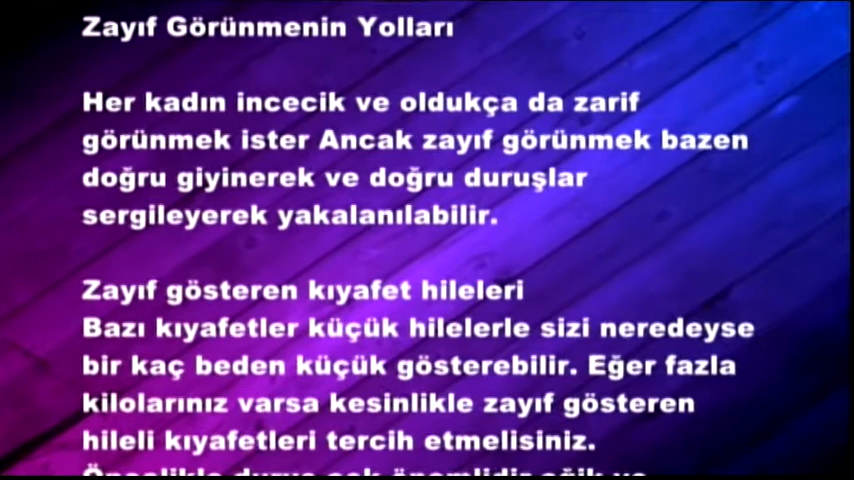 Zayıf Görünmenin Yolları
Her kadın incecik ve oldukça da zarif
görünmek ister Ancak zayıf görünmek bazen
doğru giyinerek ve doğru duruşlar
sergileyerek yakalanılabilir.
Zayıf gösteren kıyafet hileleri
Bazı kıyafetler küçük hilelerle sizi neredeyse
bir kaç beden küçük gösterebilir. Eğer fazla
kilolarınız varsa kesinlikle zayıf gösteren
hileli kıyafetleri tercih etmelisiniz.